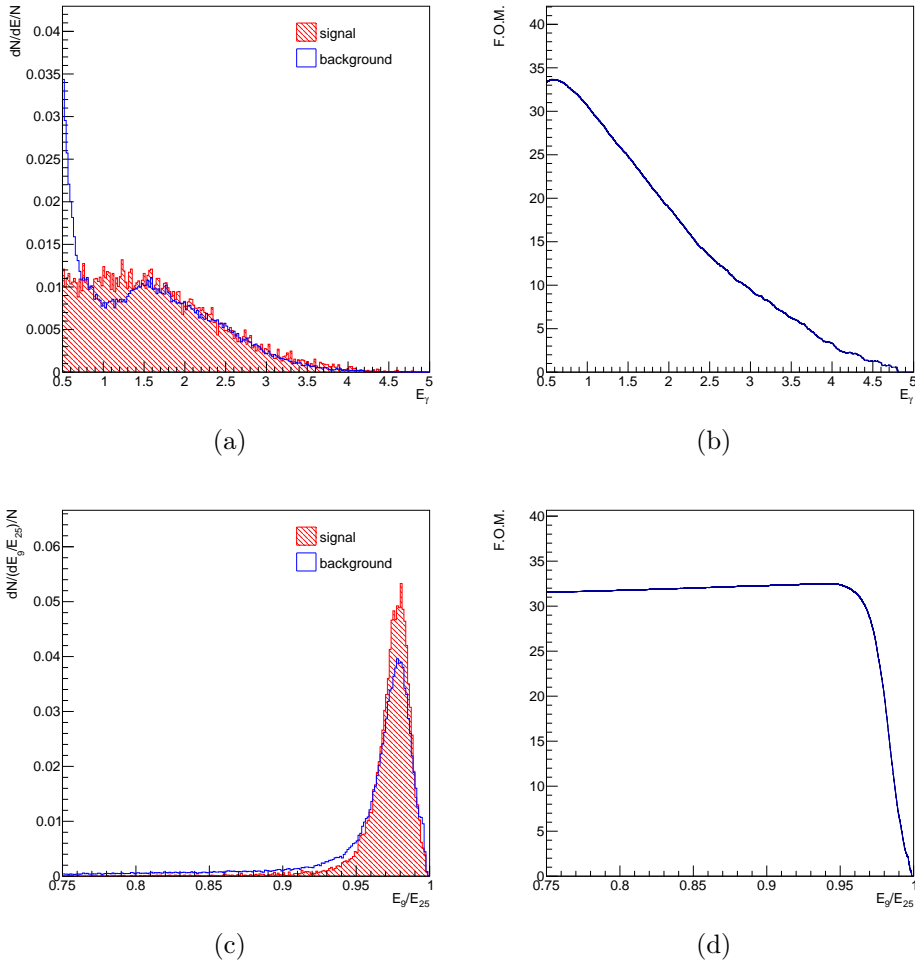 dN/dE/N
0.04
0.035
0.03
0.025
0.02
0.015
0.01
0.005
0
signal
background
0.5 1 1.5 2 2.5 3 3.5 4 4.5 5
E_γ
(a)
F.O.M.
40
35
30
25
20
15
10
5
0
0.5 1 1.5 2 2.5 3 3.5 4 4.5 5
E_γ
(b)
dN/(dE_9/E_25)/N
0.06
0.05
0.04
0.03
0.02
0.01
0
signal
background
0.75 0.8 0.85 0.9 0.95 1
E_9/E_25
(c)
F.O.M.
40
35
30
25
20
15
10
5
0
0.75 0.8 0.85 0.9 0.95 1
E_9/E_25
(d)